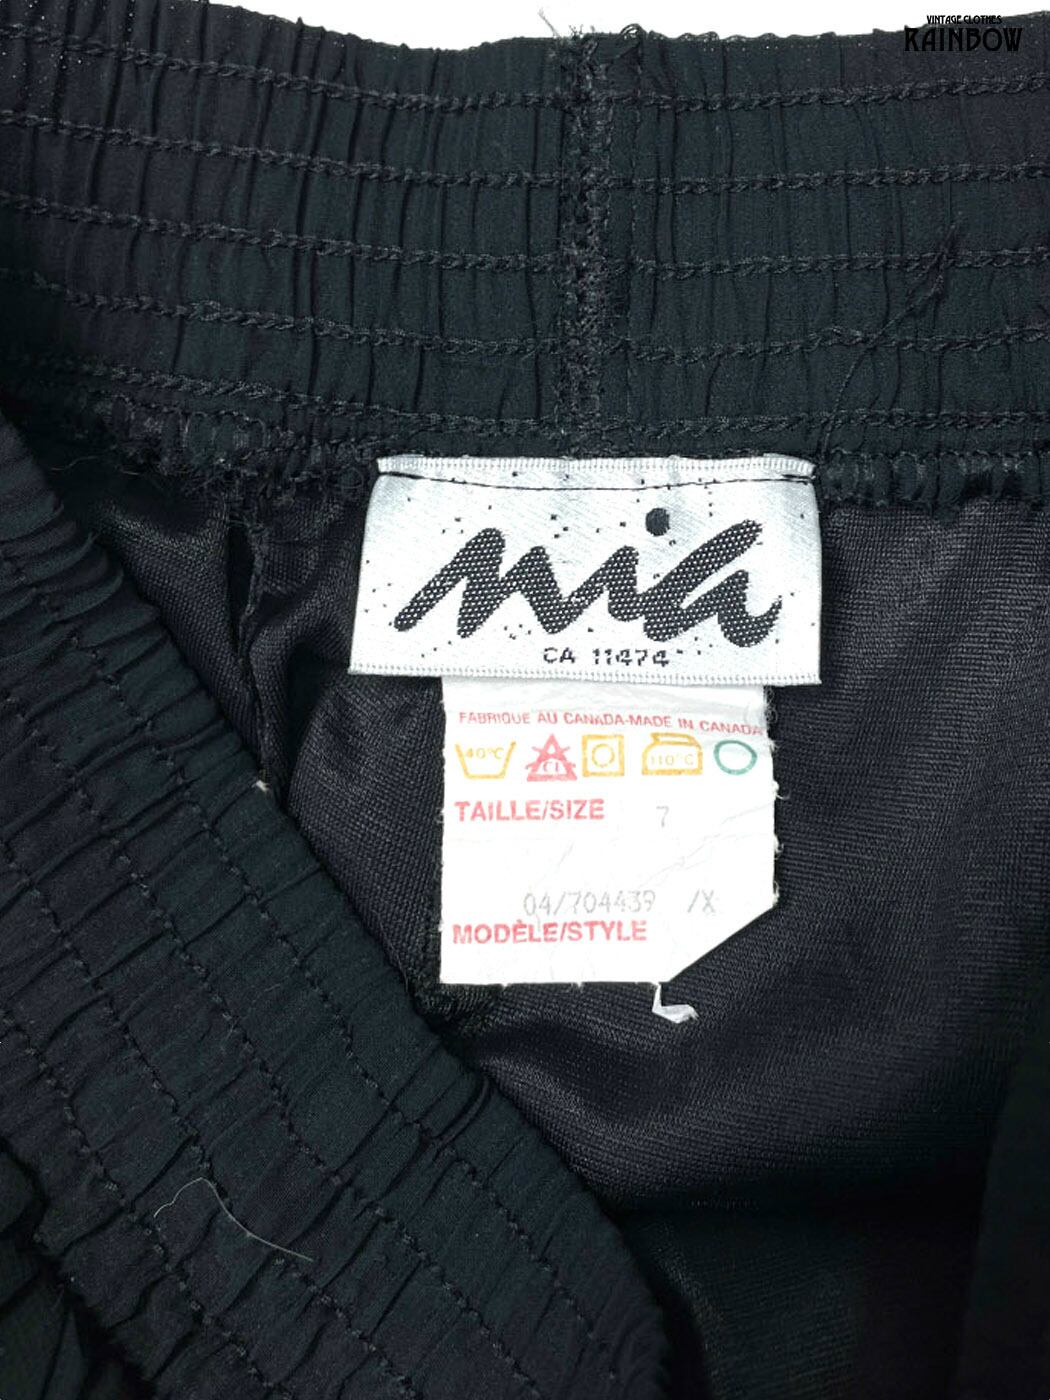 VINTAGE CLOTHES
RAINBOW
mia
CA 11474
FABRIQUE AU CANADA-MADE IN CANADA
40°C CL 110°C
TAILLE/SIZE 7
04/704439 /X
MODÈLE/STYLE